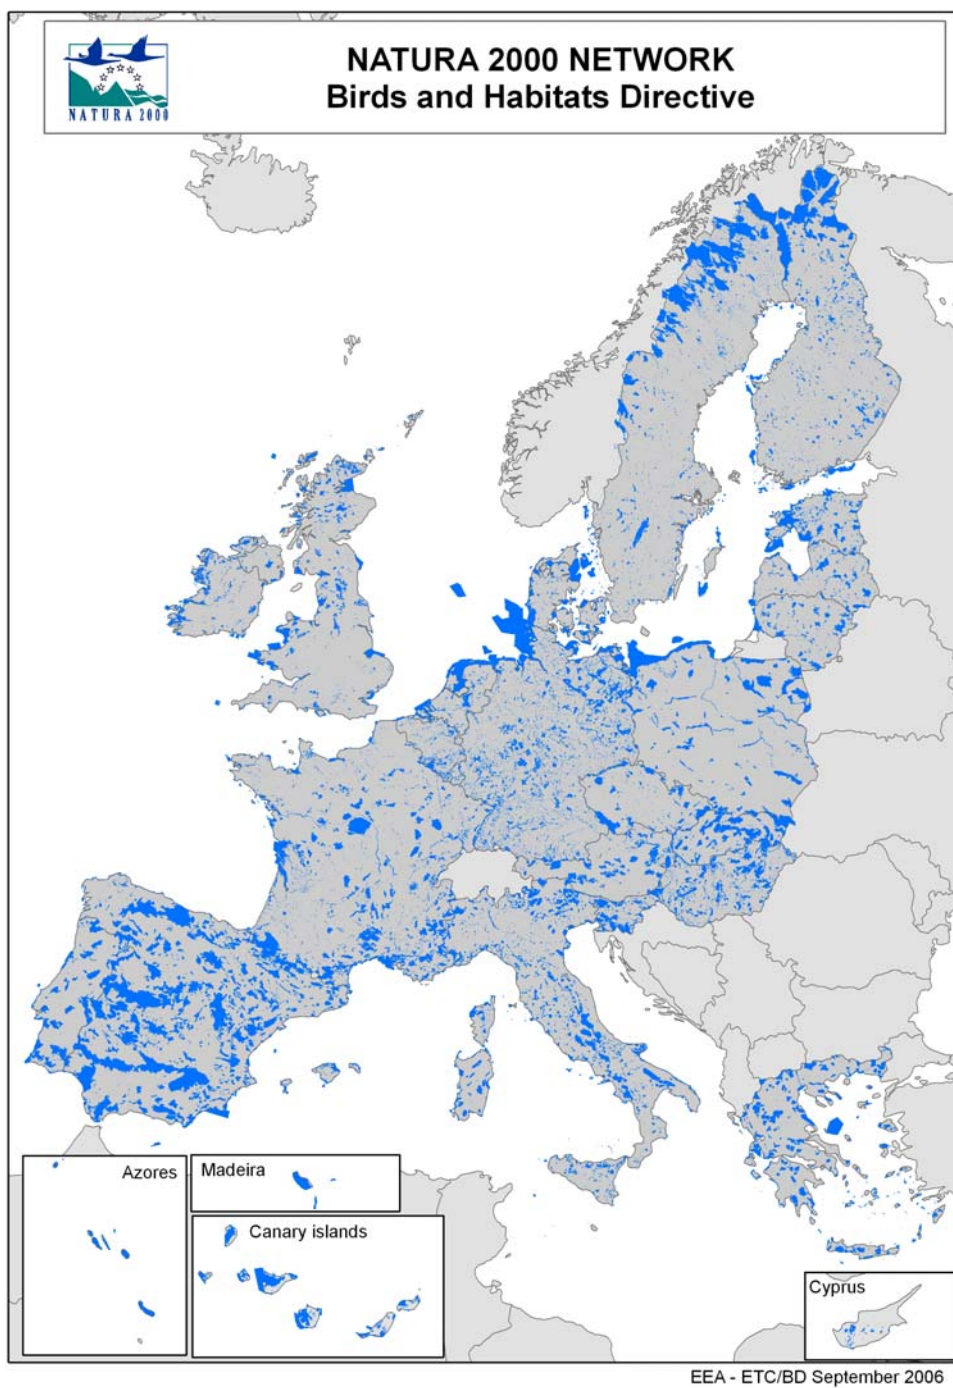 NATURA 2000 NETWORK
Birds and Habitats Directive
NATURA 2000
Azores
Madeira
Canary islands
Cyprus
EEA - ETC/BD September 2006